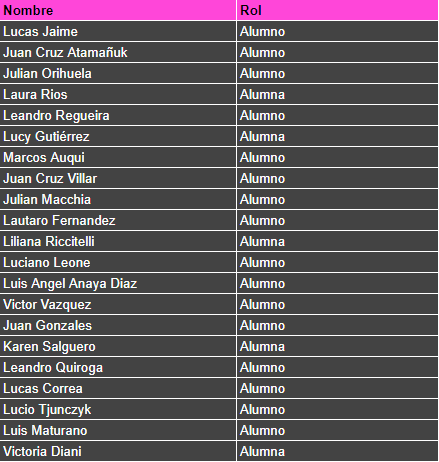 Nombre Rol
Lucas Jaime Alumno
Juan Cruz Atamañuk Alumno
Julian Orihuela Alumno
Laura Rios Alumna
Leandro Regueira Alumno
Lucy Gutiérrez Alumna
Marcos Auqui Alumno
Juan Cruz Villar Alumno
Julian Macchia Alumno
Lautaro Fernandez Alumno
Liliana Riccitelli Alumna
Luciano Leone Alumno
Luis Angel Anaya Diaz Alumno
Victor Vazquez Alumno
Juan Gonzales Alumno
Karen Salguero Alumna
Leandro Quiroga Alumno
Lucas Correa Alumno
Lucio Tjunczyk Alumno
Luis Maturano Alumno
Victoria Diani Alumna